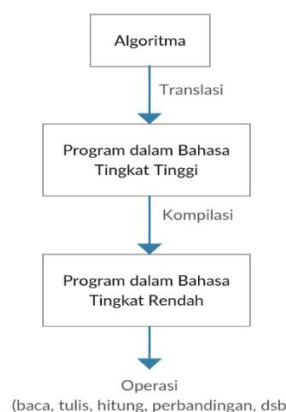 Algoritma
Translasi
Program dalam Bahasa
Tingkat Tinggi
Kompilasi
Program dalam Bahasa
Tingkat Rendah
Operasi
(baca, tulis, hitung, perbandingan, dsb